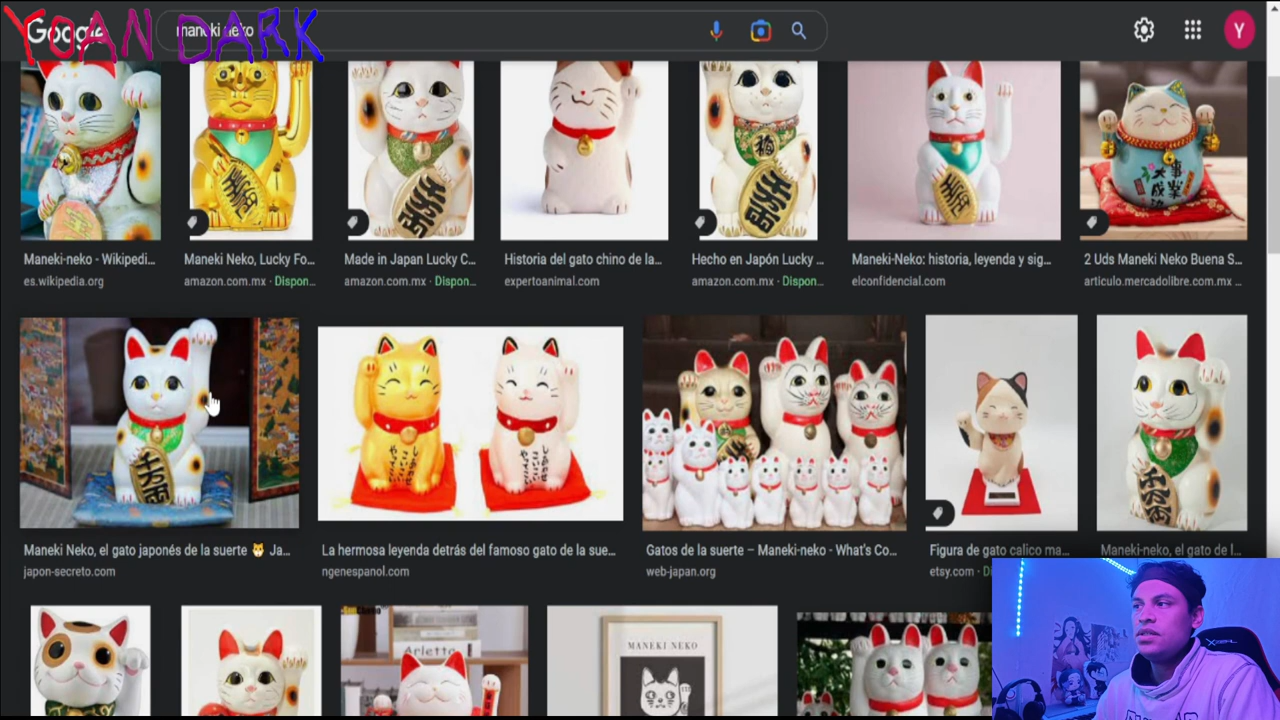 YOAN DARK
Google
maneki neko
Y
Maneki-neko - Wikipedi...
es.wikipedia.org
Maneki Neko, Lucky Fo...
amazon.com.mx · Dispon...
Made in Japan Lucky C...
amazon.com.mx · Dispon...
Historia del gato chino de la...
expertoanimal.com
Hecho en Japón Lucky ...
amazon.com.mx · Dispon...
Maneki-Neko: historia, leyenda y sig...
elconfidencial.com
2 Uds Maneki Neko Buena S...
articulo.mercadolibre.com.mx ...
Maneki Neko, el gato japonés de la suerte 🐱 Ja...
japon-secreto.com
La hermosa leyenda detrás del famoso gato de la sue...
ngenespanol.com
Gatos de la suerte – Maneki-neko - What's Co...
web-japan.org
Figura de gato calico ma...
etsy.com · Di
Maneki-neko, el gato de l...
Arlette
MANEKI NEKO